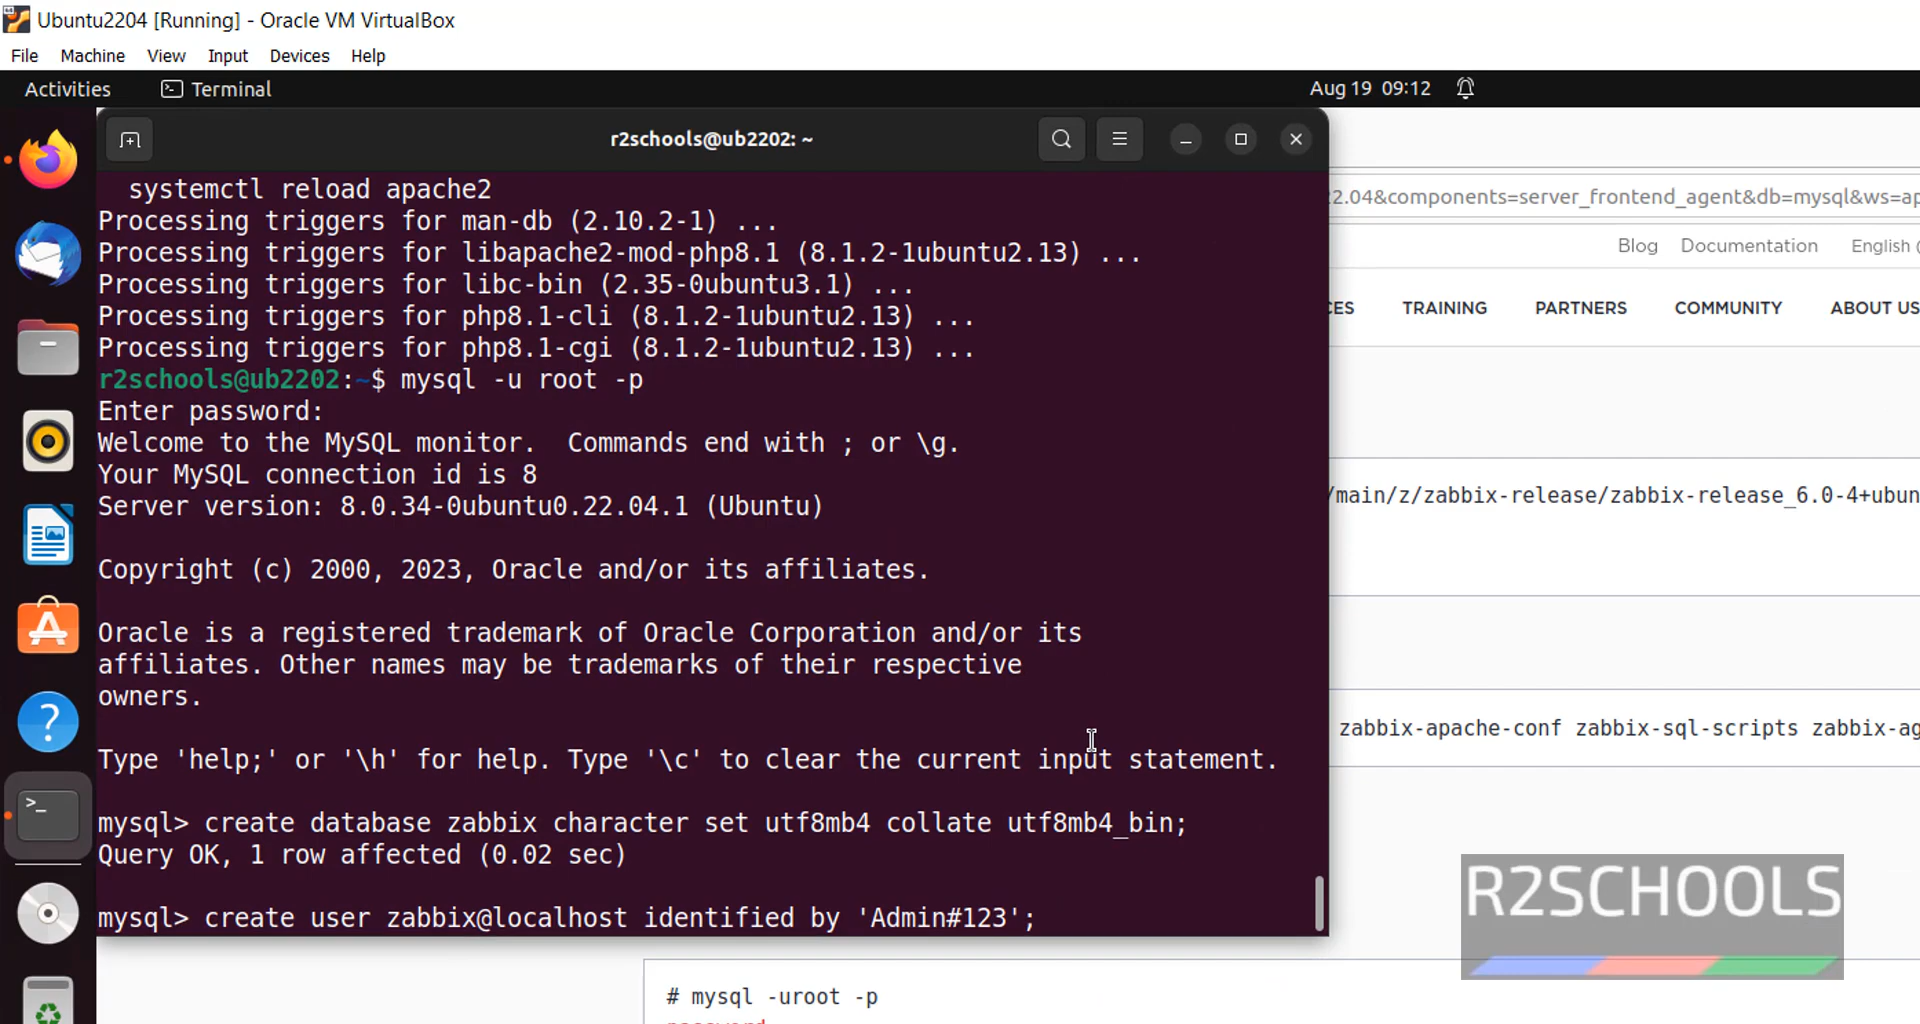 Ubuntu2204 [Running] - Oracle VM VirtualBox
File Machine View Input Devices Help
Activities Terminal Aug 19 09:12
r2schools@ub2202: ~
systemctl reload apache2
Processing triggers for man-db (2.10.2-1) ...
Processing triggers for libapache2-mod-php8.1 (8.1.2-1ubuntu2.13) ...
Processing triggers for libc-bin (2.35-0ubuntu3.1) ...
Processing triggers for php8.1-cli (8.1.2-1ubuntu2.13) ...
Processing triggers for php8.1-cgi (8.1.2-1ubuntu2.13) ...
r2schools@ub2202:~$ mysql -u root -p
Enter password:
Welcome to the MySQL monitor.  Commands end with ; or \g.
Your MySQL connection id is 8
Server version: 8.0.34-0ubuntu0.22.04.1 (Ubuntu)
Copyright (c) 2000, 2023, Oracle and/or its affiliates.
Oracle is a registered trademark of Oracle Corporation and/or its
affiliates. Other names may be trademarks of their respective
owners.
Type 'help;' or '\h' for help. Type '\c' to clear the current input statement.
mysql> create database zabbix character set utf8mb4 collate utf8mb4_bin;
Query OK, 1 row affected (0.02 sec)
mysql> create user zabbix@localhost identified by 'Admin#123';
2.04&components=server_frontend_agent&db=mysql&ws=ap
Blog Documentation English (
CES TRAINING PARTNERS COMMUNITY ABOUT US
/main/z/zabbix-release/zabbix-release_6.0-4+ubun
zabbix-apache-conf zabbix-sql-scripts zabbix-ag
R2SCHOOLS
# mysql -uroot -p